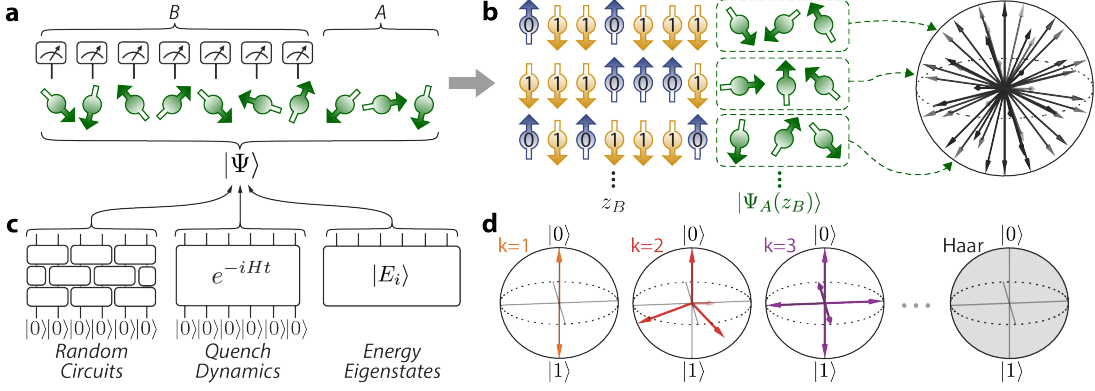 a
B
A
|Ψ⟩
b
0 1 1 0 1 1 1
1 1 1 0 0 0 1
0 1 0 1 1 1 0
z_B
|Ψ_A(z_B)⟩
c
e^{-iHt}
|E_i⟩
|0⟩|0⟩|0⟩|0⟩|0⟩|0⟩
|0⟩|0⟩|0⟩|0⟩|0⟩|0⟩
Random
Circuits
Quench
Dynamics
Energy
Eigenstates
d
|0⟩
k=1
|1⟩
|0⟩
k=2
|1⟩
|0⟩
k=3
|1⟩
|0⟩
Haar
|1⟩